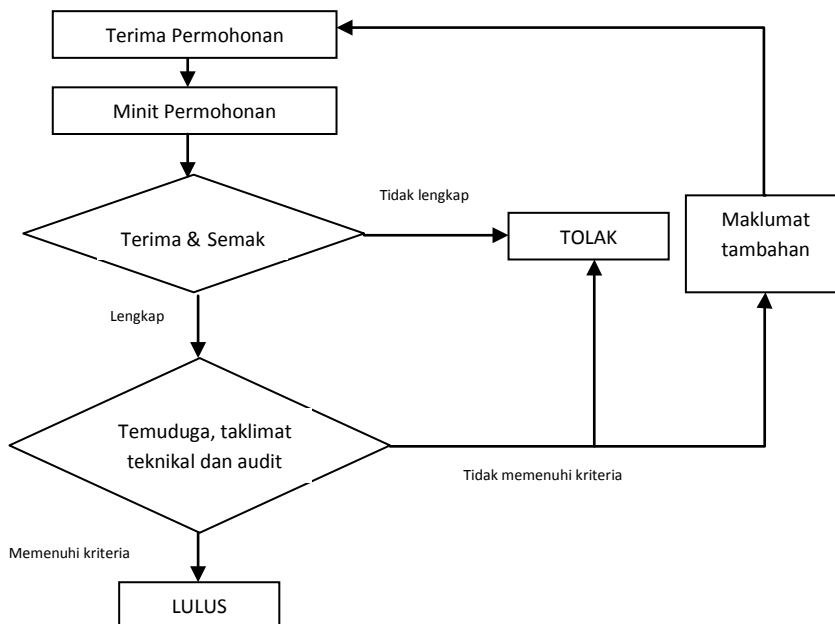 Terima Permohonan
Minit Permohonan
Tidak lengkap
Terima & Semak
TOLAK
Maklumat
tambahan
Lengkap
Temuduga, taklimat
teknikal dan audit
Tidak memenuhi kriteria
Memenuhi kriteria
LULUS